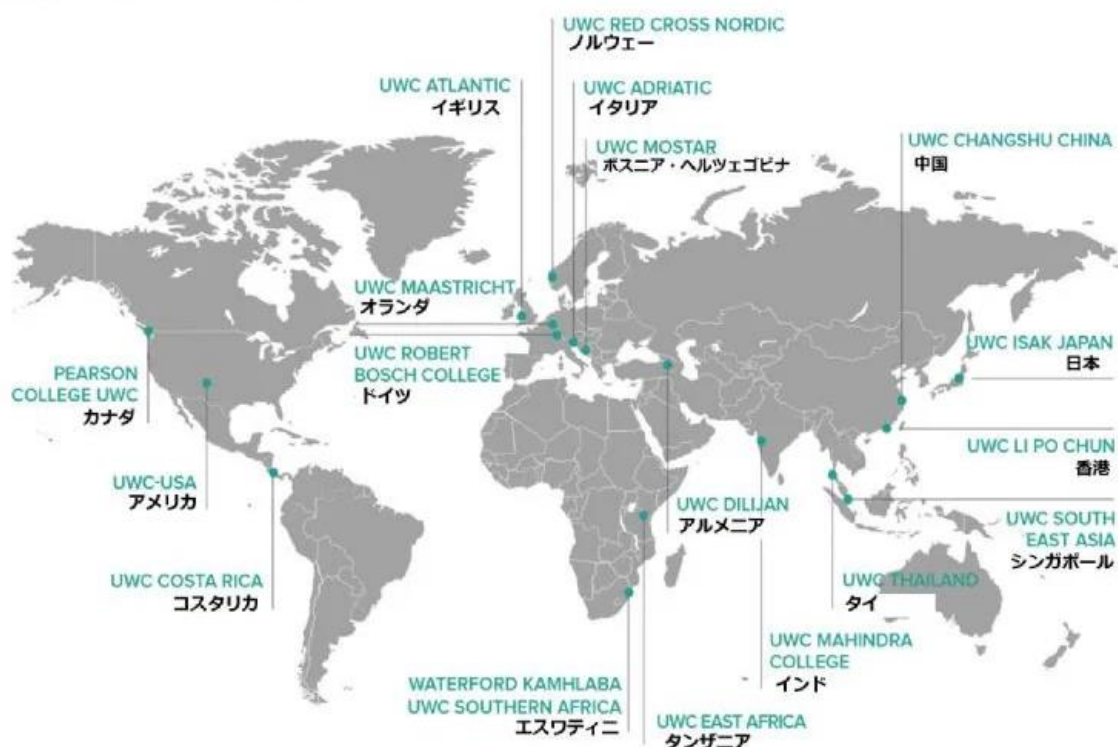 UWC RED CROSS NORDIC
ノルウェー
UWC ATLANTIC
イギリス
UWC ADRIATIC
イタリア
UWC MOSTAR
ボスニア・ヘルツェゴビナ
UWC CHANGSHU CHINA
中国
UWC MAASTRICHT
オランダ
UWC ROBERT
BOSCH COLLEGE
ドイツ
PEARSON
COLLEGE UWC
カナダ
UWC ISAK JAPAN
日本
UWC-USA
アメリカ
UWC LI PO CHUN
香港
UWC DILIJAN
アルメニア
UWC SOUTH
EAST ASIA
シンガポール
UWC COSTA RICA
コスタリカ
UWC THAILAND
タイ
UWC MAHINDRA
COLLEGE
インド
WATERFORD KAMHLABA
UWC SOUTHERN AFRICA
エスワティニ
UWC EAST AFRICA
タンザニア